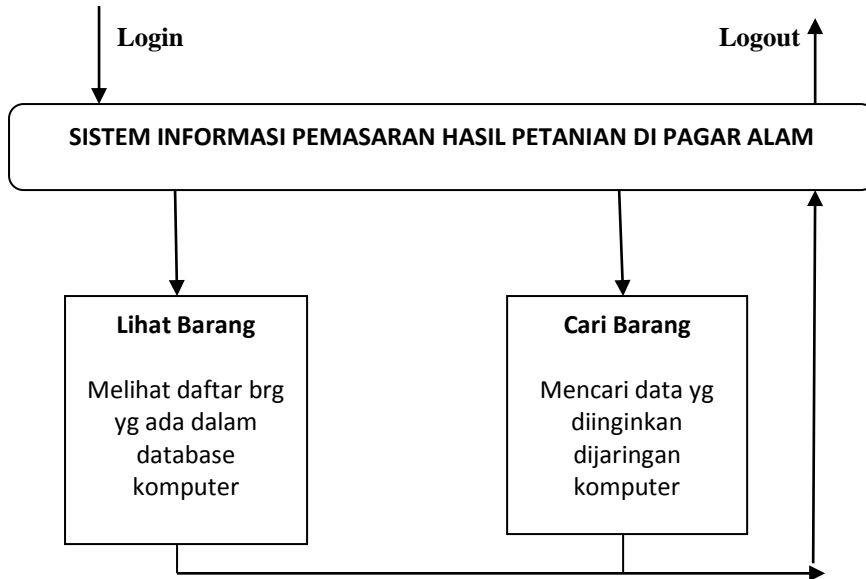 Login
Logout
SISTEM INFORMASI PEMASARAN HASIL PETANIAN DI PAGAR ALAM
Lihat Barang
Melihat daftar brg
yg ada dalam
database
komputer
Cari Barang
Mencari data yg
diinginkan
dijaringan
komputer